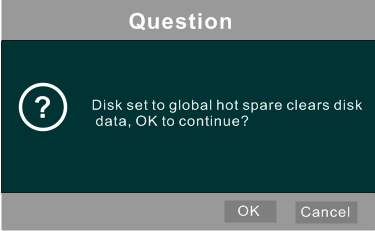 Question
?
Disk set to global hot spare clears disk
data, OK to continue?
OK Cancel